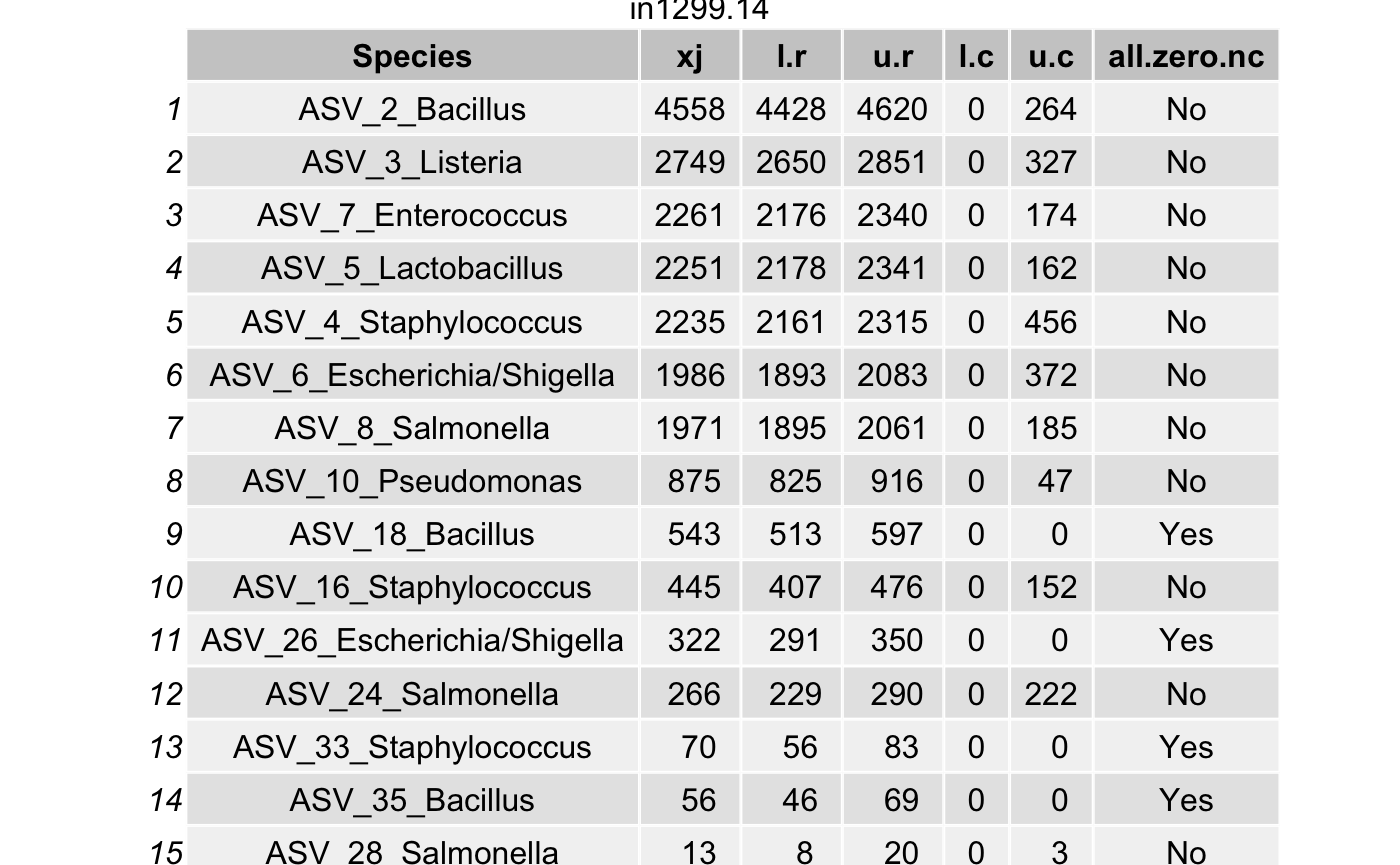 in1299.14
Species xj l.r u.r l.c u.c all.zero.nc
1 ASV_2_Bacillus 4558 4428 4620 0 264 No
2 ASV_3_Listeria 2749 2650 2851 0 327 No
3 ASV_7_Enterococcus 2261 2176 2340 0 174 No
4 ASV_5_Lactobacillus 2251 2178 2341 0 162 No
5 ASV_4_Staphylococcus 2235 2161 2315 0 456 No
6 ASV_6_Escherichia/Shigella 1986 1893 2083 0 372 No
7 ASV_8_Salmonella 1971 1895 2061 0 185 No
8 ASV_10_Pseudomonas 875 825 916 0 47 No
9 ASV_18_Bacillus 543 513 597 0 0 Yes
10 ASV_16_Staphylococcus 445 407 476 0 152 No
11 ASV_26_Escherichia/Shigella 322 291 350 0 0 Yes
12 ASV_24_Salmonella 266 229 290 0 222 No
13 ASV_33_Staphylococcus 70 56 83 0 0 Yes
14 ASV_35_Bacillus 56 46 69 0 0 Yes
15 ASV_28_Salmonella 13 8 20 0 3 No